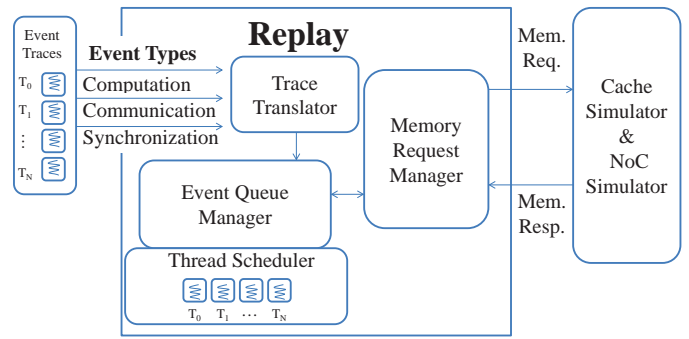 Event
Traces
T0
T1
⋮
TN
Event Types
Computation
Communication
Synchronization
Replay
Trace
Translator
Event Queue
Manager
Thread Scheduler
T0 T1 … TN
Memory
Request
Manager
Mem.
Req.
Mem.
Resp.
Cache
Simulator
&
NoC
Simulator